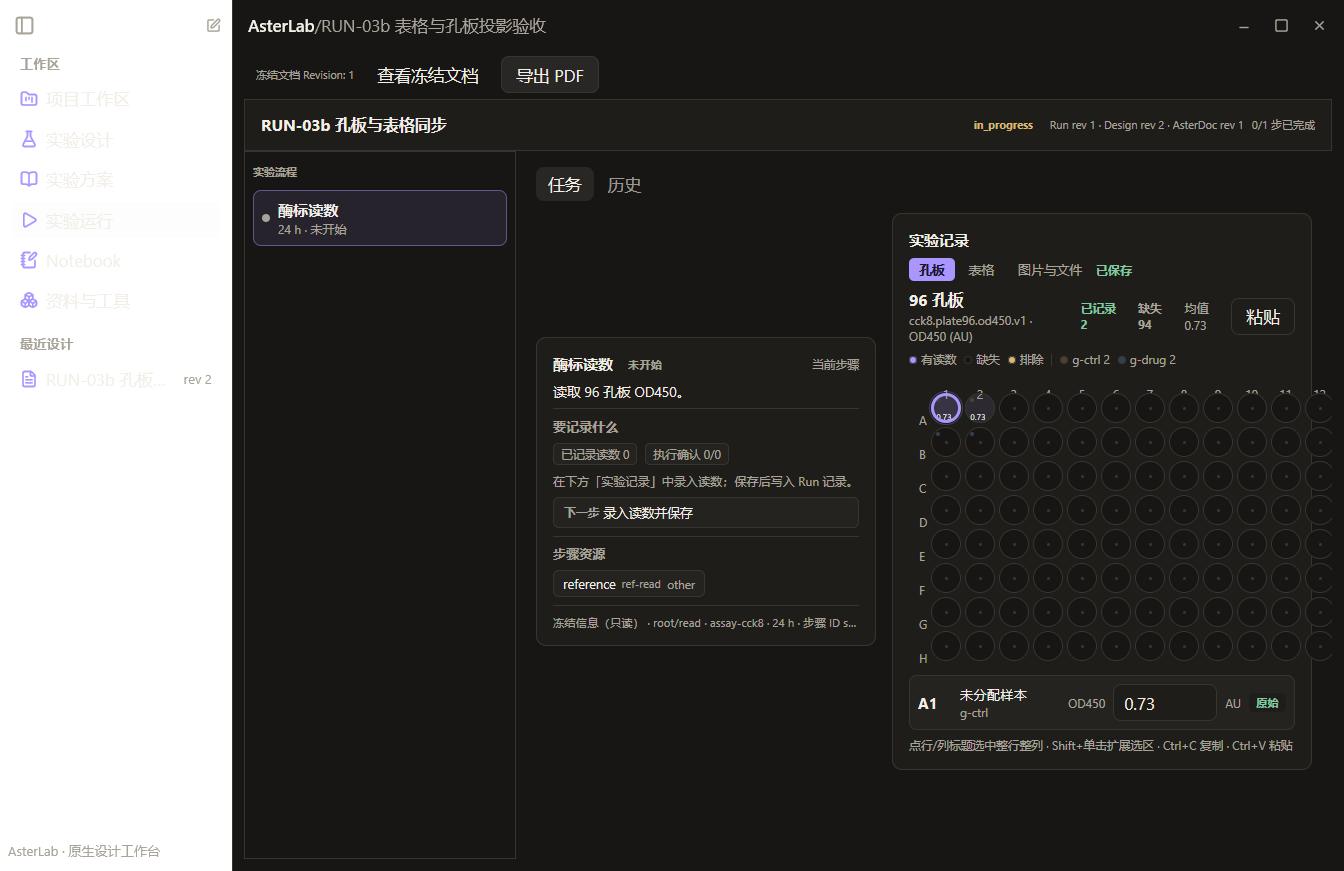 AsterLab/RUN-03b 表格与孔板投影验收
工作区
项目工作区
实验设计
实验方案
实验运行
Notebook
资料与工具
最近设计
RUN-03b 孔板... rev 2
AsterLab · 原生设计工作台
冻结文档 Revision: 1 查看冻结文档 导出 PDF
RUN-03b 孔板与表格同步
in_progress Run rev 1 · Design rev 2 · AsterDoc rev 1 0/1 步已完成
实验流程
酶标读数
24 h · 未开始
任务 历史
酶标读数 未开始 当前步骤
读取 96 孔板 OD450。
要记录什么
已记录读数 0 执行确认 0/0
在下方「实验记录」中录入读数；保存后写入 Run 记录。
下一步 录入读数并保存
步骤资源
reference ref-read other
冻结信息（只读） · root/read · assay-cck8 · 24 h · 步骤 ID s...
实验记录
孔板 表格 图片与文件 已保存
96 孔板
cck8.plate96.od450.v1 ·
OD450 (AU)
已记录 缺失 均值
2 94 0.73
粘贴
有读数 缺失 排除 g-ctrl 2 g-drug 2
1 2 3 4 5 6 7 8 9 10 11 12
A 0.73 0.73
B
C
D
E
F
G
H
A1 未分配样本 OD450 0.73 AU 原始
g-ctrl
点行/列标题选中整行整列 · Shift+单击扩展选区 · Ctrl+C 复制 · Ctrl+V 粘贴